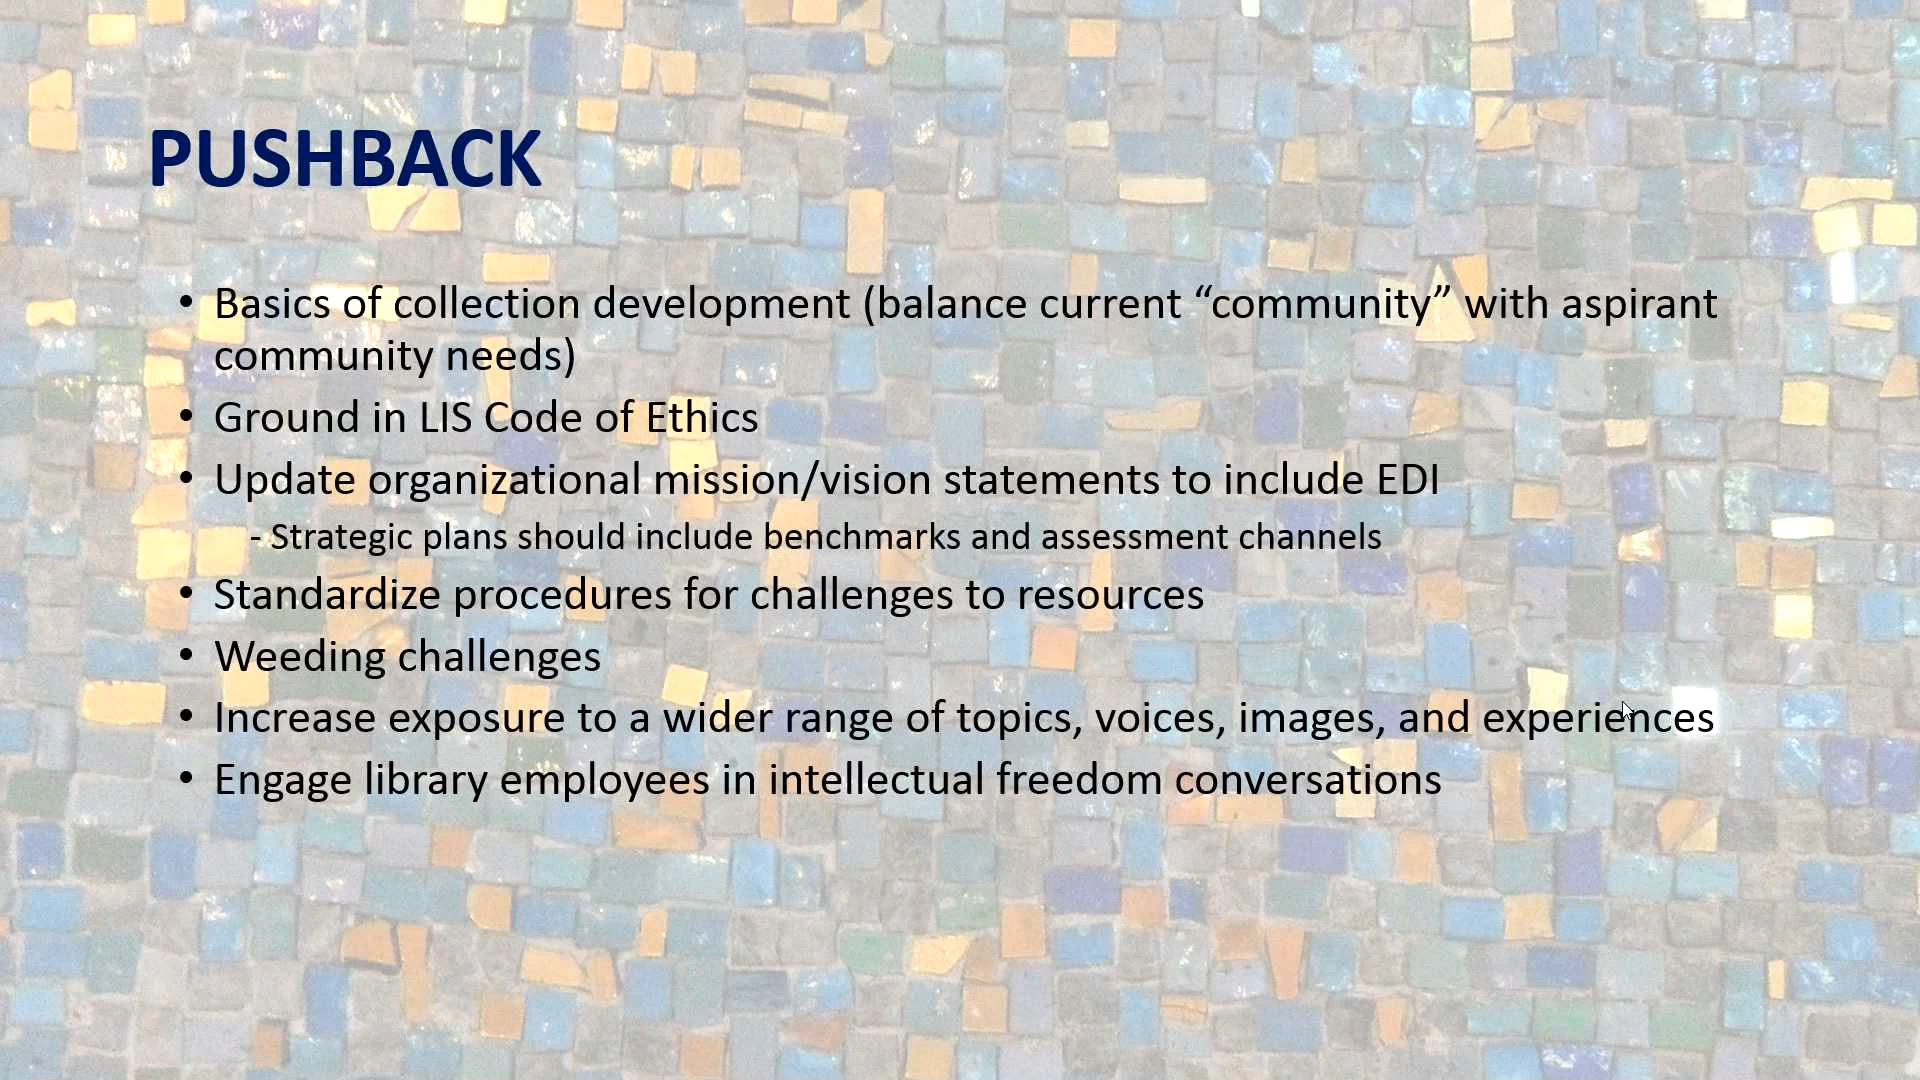 PUSHBACK
• Basics of collection development (balance current “community” with aspirant
community needs)
• Ground in LIS Code of Ethics
• Update organizational mission/vision statements to include EDI
- Strategic plans should include benchmarks and assessment channels
• Standardize procedures for challenges to resources
• Weeding challenges
• Increase exposure to a wider range of topics, voices, images, and experiences
• Engage library employees in intellectual freedom conversations